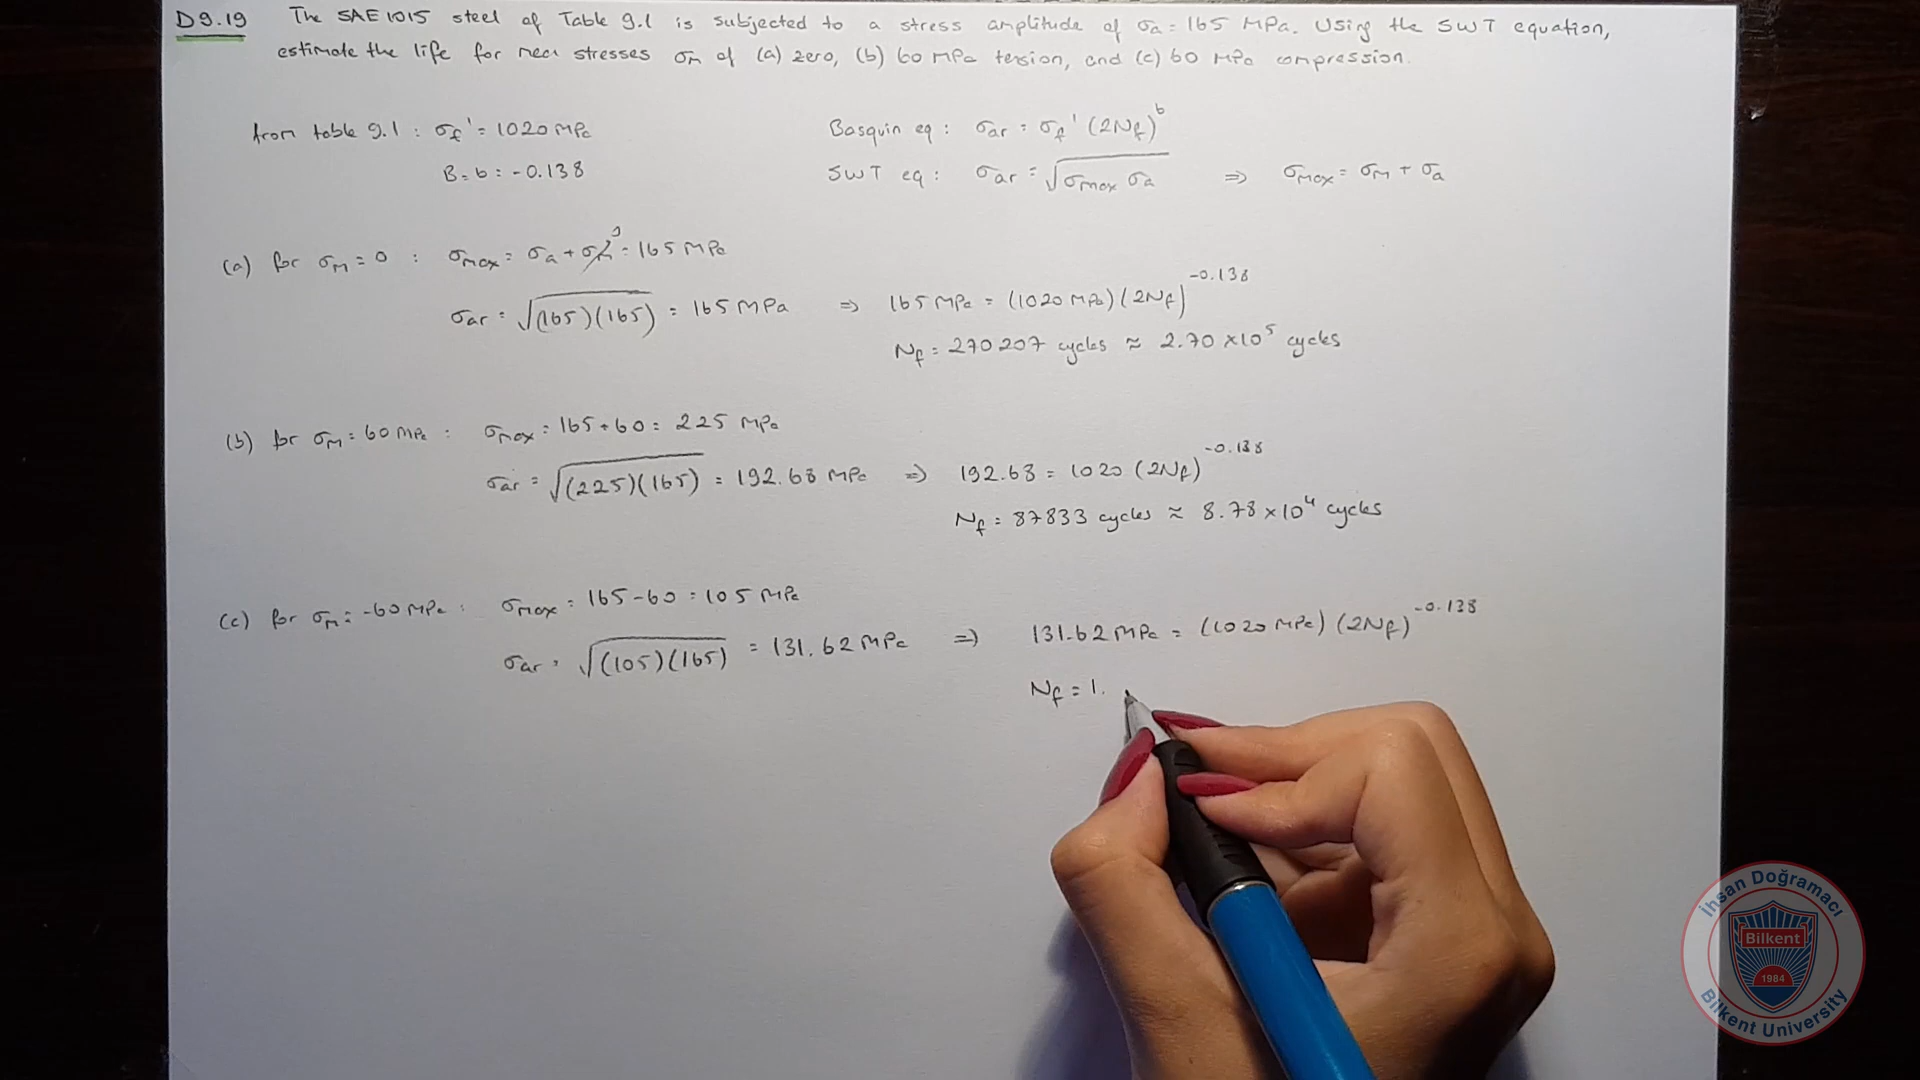 D9.19 The SAE 1015 steel of Table 9.1 is subjected to a stress amplitude of σa = 165 MPa. Using the SWT equation,
estimate the life for mean stresses σm of (a) zero, (b) 60 MPa tension, and (c) 60 MPa compression.
from table 9.1 : σf' = 1020 MPa
B = b = -0.138
Basquin eq : σar = σf' (2Nf)^b
SWT eq : σar = √(σmax σa) ⇒ σmax = σm + σa
(a) for σm = 0 : σmax = σa + σm^0 = 165 MPa
σar = √((165)(165)) = 165 MPa ⇒ 165 MPa = (1020 MPa) (2Nf)^-0.138
Nf = 270207 cycles ≈ 2.70 × 10^5 cycles
(b) for σm = 60 MPa : σmax = 165 + 60 = 225 MPa
σar = √((225)(165)) = 192.68 MPa ⇒ 192.68 = 1020 (2Nf)^-0.138
Nf = 87833 cycles ≈ 8.78 × 10^4 cycles
(c) for σm = -60 MPa : σmax = 165 - 60 = 105 MPa
σar = √((105)(165)) = 131.62 MPa ⇒ 131.62 MPa = (1020 MPa) (2Nf)^-0.138
Nf = 1.
İhsan Doğramacı
Bilkent
1984
Bilkent University